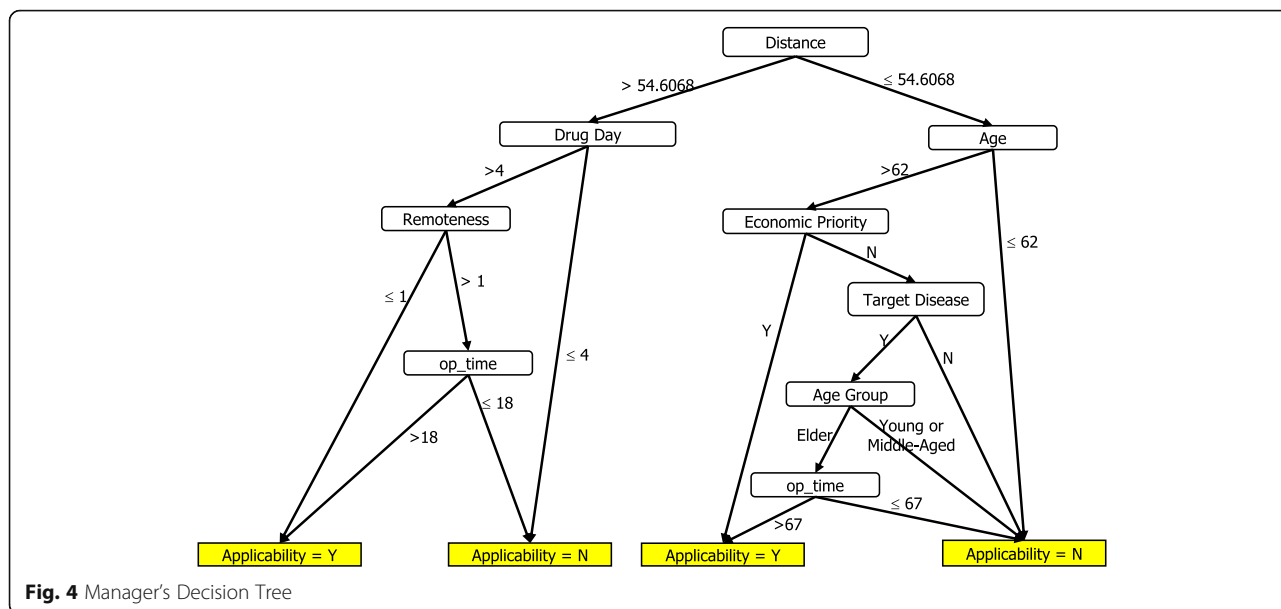 Distance
> 54.6068
≤ 54.6068
Drug Day
Age
>4
>62
Remoteness
Economic Priority
≤ 62
N
≤ 1
> 1
Target Disease
Y
≤ 4
Y
N
op_time
Age Group
≤ 18
>18
Elder
Young or
Middle-Aged
op_time
>67
≤ 67
Applicability = Y
Applicability = N
Applicability = Y
Applicability = N
Fig. 4 Manager's Decision Tree